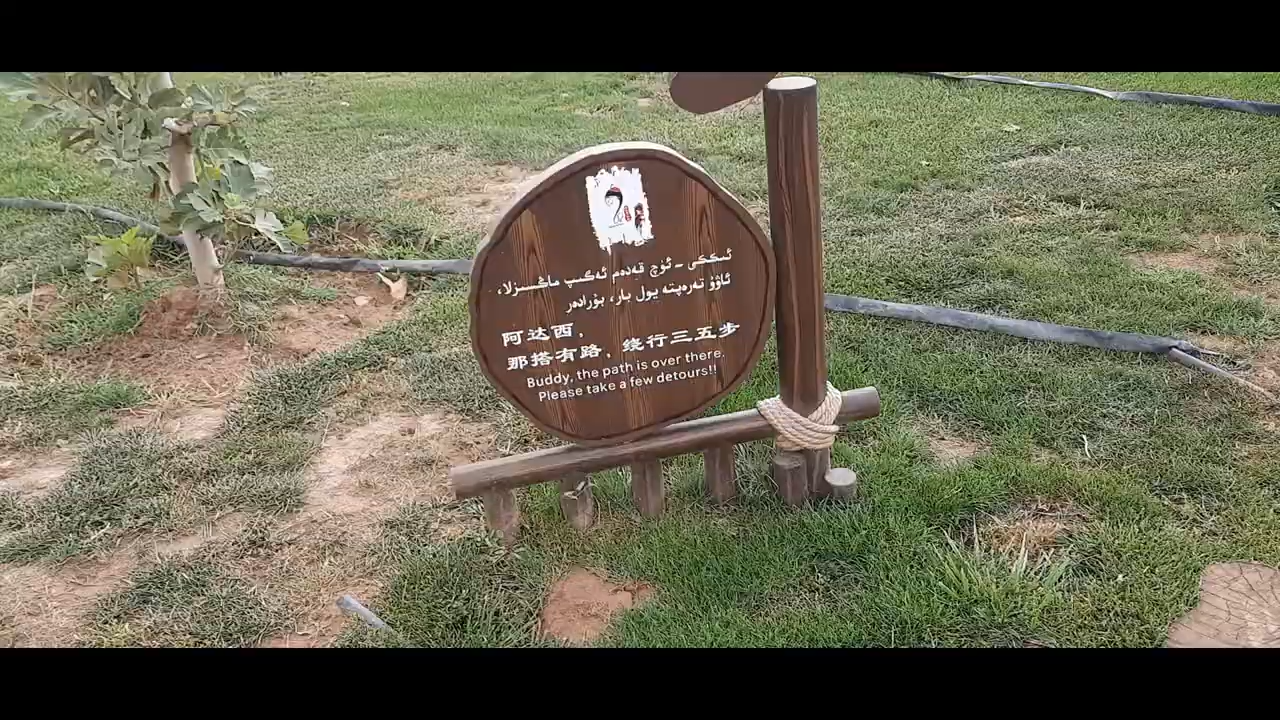 ئىككى - ئۈچ قەدەم ئەگىپ ماڭسىزلا،
ئاۋۇ تەرەپتە يول بار، بۇرادەر
阿达西，
那搭有路，绕行三五步
Buddy, the path is over there.
Please take a few detours!!